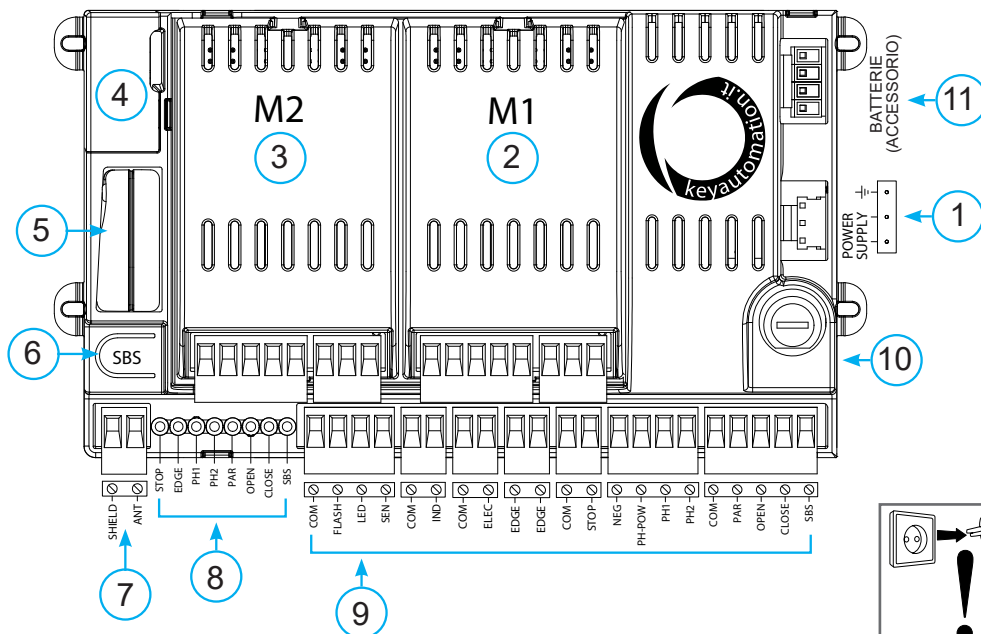 4
M2
3
M1
2
keyautomation.it
BATTERIE
(ACCESSORIO)
11
POWER
SUPPLY
1
5
6
SBS
10
SHIELD
ANT
7
STOP
EDGE
PH1
PH2
PAR
OPEN
CLOSE
SBS
8
COM
FLASH
LED
SEN
COM
IND
COM
ELEC
EDGE
EDGE
COM
STOP
NEG
PH-POW
PH1
PH2
COM
PAR
OPEN
CLOSE
SBS
9